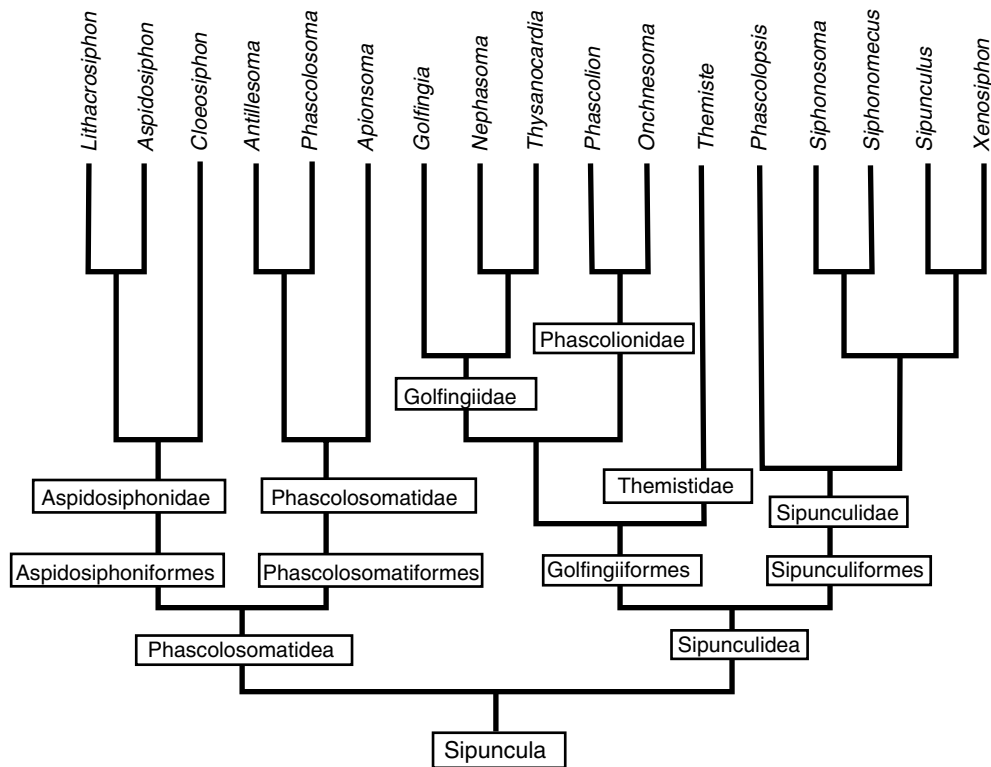 Lithacrosiphon
Aspidosiphon
Cloeosiphon
Antillesoma
Phascolosoma
Apionsoma
Golfingia
Nephasoma
Thysanocardia
Phascolion
Onchnesoma
Themiste
Phascolopsis
Siphonosoma
Siphonomecus
Sipunculus
Xenosiphon
Phascolionidae
Golfingiidae
Aspidosiphonidae
Phascolosomatidae
Themistidae
Sipunculidae
Aspidosiphoniformes
Phascolosomatiformes
Golfingiiformes
Sipunculiformes
Phascolosomatidea
Sipunculidea
Sipuncula